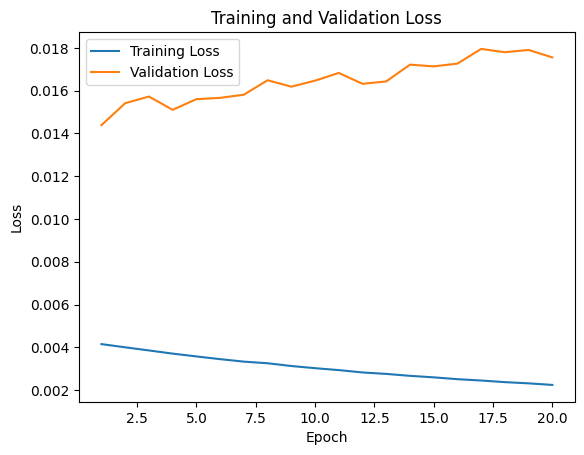 Training and Validation Loss
Training Loss
Validation Loss
0.018
0.016
0.014
0.012
0.010
0.008
0.006
0.004
0.002
Loss
2.5 5.0 7.5 10.0 12.5 15.0 17.5 20.0
Epoch